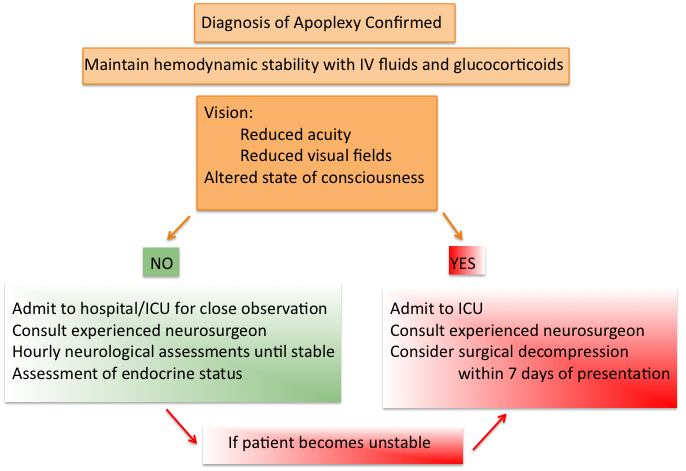 Diagnosis of Apoplexy Confirmed
Maintain hemodynamic stability with IV fluids and glucocorticoids
Vision:
Reduced acuity
Reduced visual fields
Altered state of consciousness
NO
YES
Admit to hospital/ICU for close observation
Consult experienced neurosurgeon
Hourly neurological assessments until stable
Assessment of endocrine status
Admit to ICU
Consult experienced neurosurgeon
Consider surgical decompression
within 7 days of presentation
If patient becomes unstable